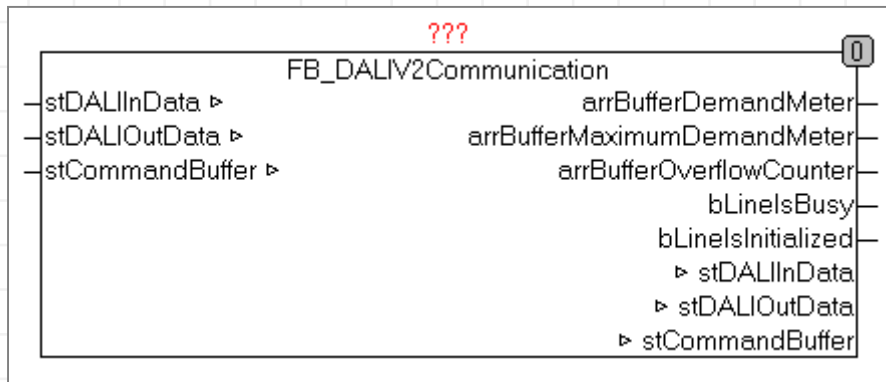 ???
0
FB_DALIV2Communication
stDALIInData ▹ arrBufferDemandMeter
stDALIOutData ▹ arrBufferMaximumDemandMeter
stCommandBuffer ▹ arrBufferOverflowCounter
bLineIsBusy
bLineIsInitialized
▹ stDALIInData
▹ stDALIOutData
▹ stCommandBuffer